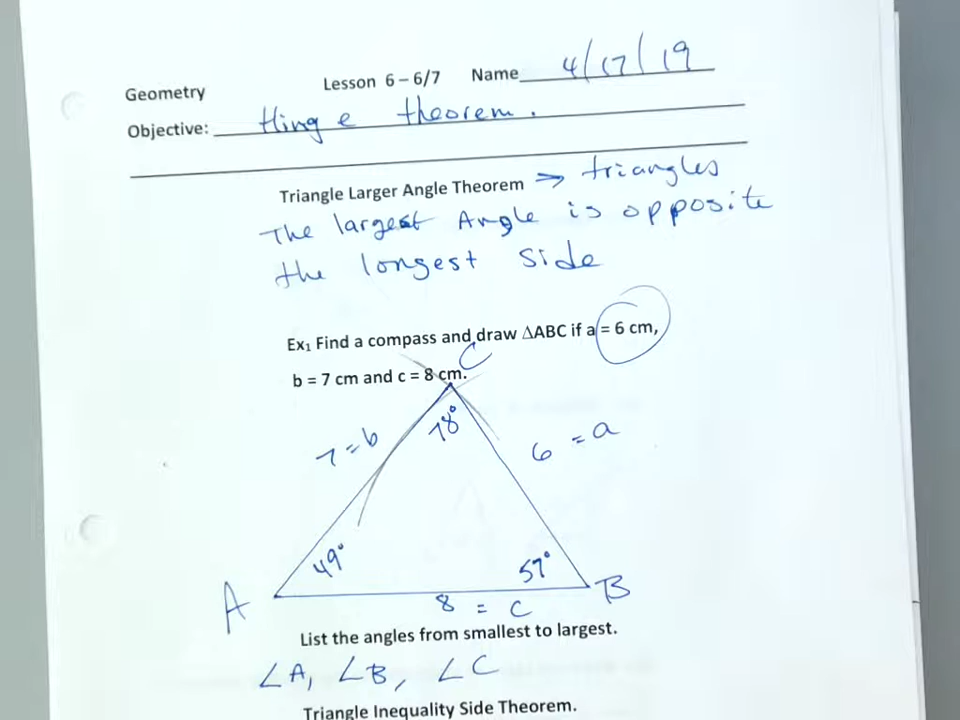 Geometry Lesson 6 – 6/7 Name 4/17/19
Objective: Hinge theorem.
Triangle Larger Angle Theorem → triangles
The largest Angle is opposite
the longest side
Ex₁ Find a compass and draw ΔABC if a = 6 cm,
b = 7 cm and c = 8 cm.
C
78°
7 = b
6 = a
49°
57°
A
B
8 = c
List the angles from smallest to largest.
∠A, ∠B, ∠C
Triangle Inequality Side Theorem.